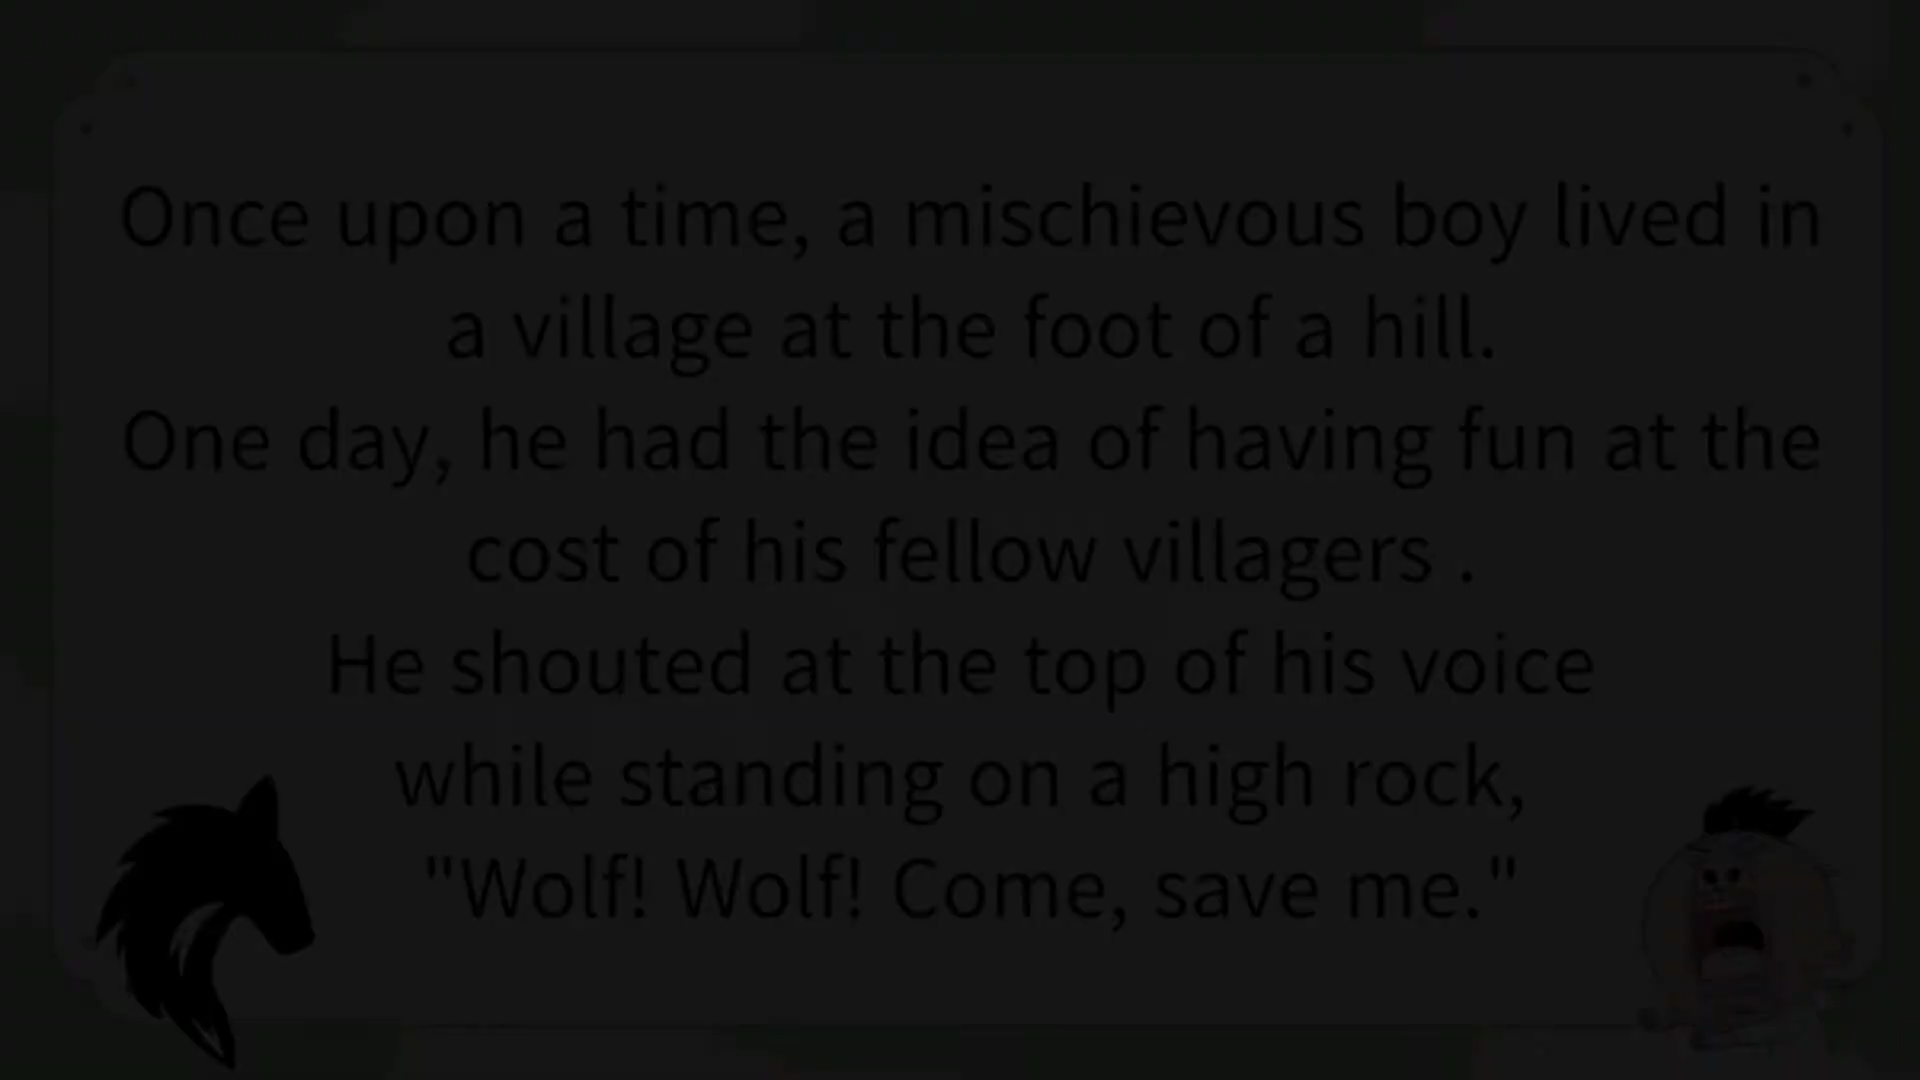 Once upon a time, a mischievous boy lived in
a village at the foot of a hill.
One day, he had the idea of having fun at the
cost of his fellow villagers .
He shouted at the top of his voice
while standing on a high rock,
"Wolf! Wolf! Come, save me."